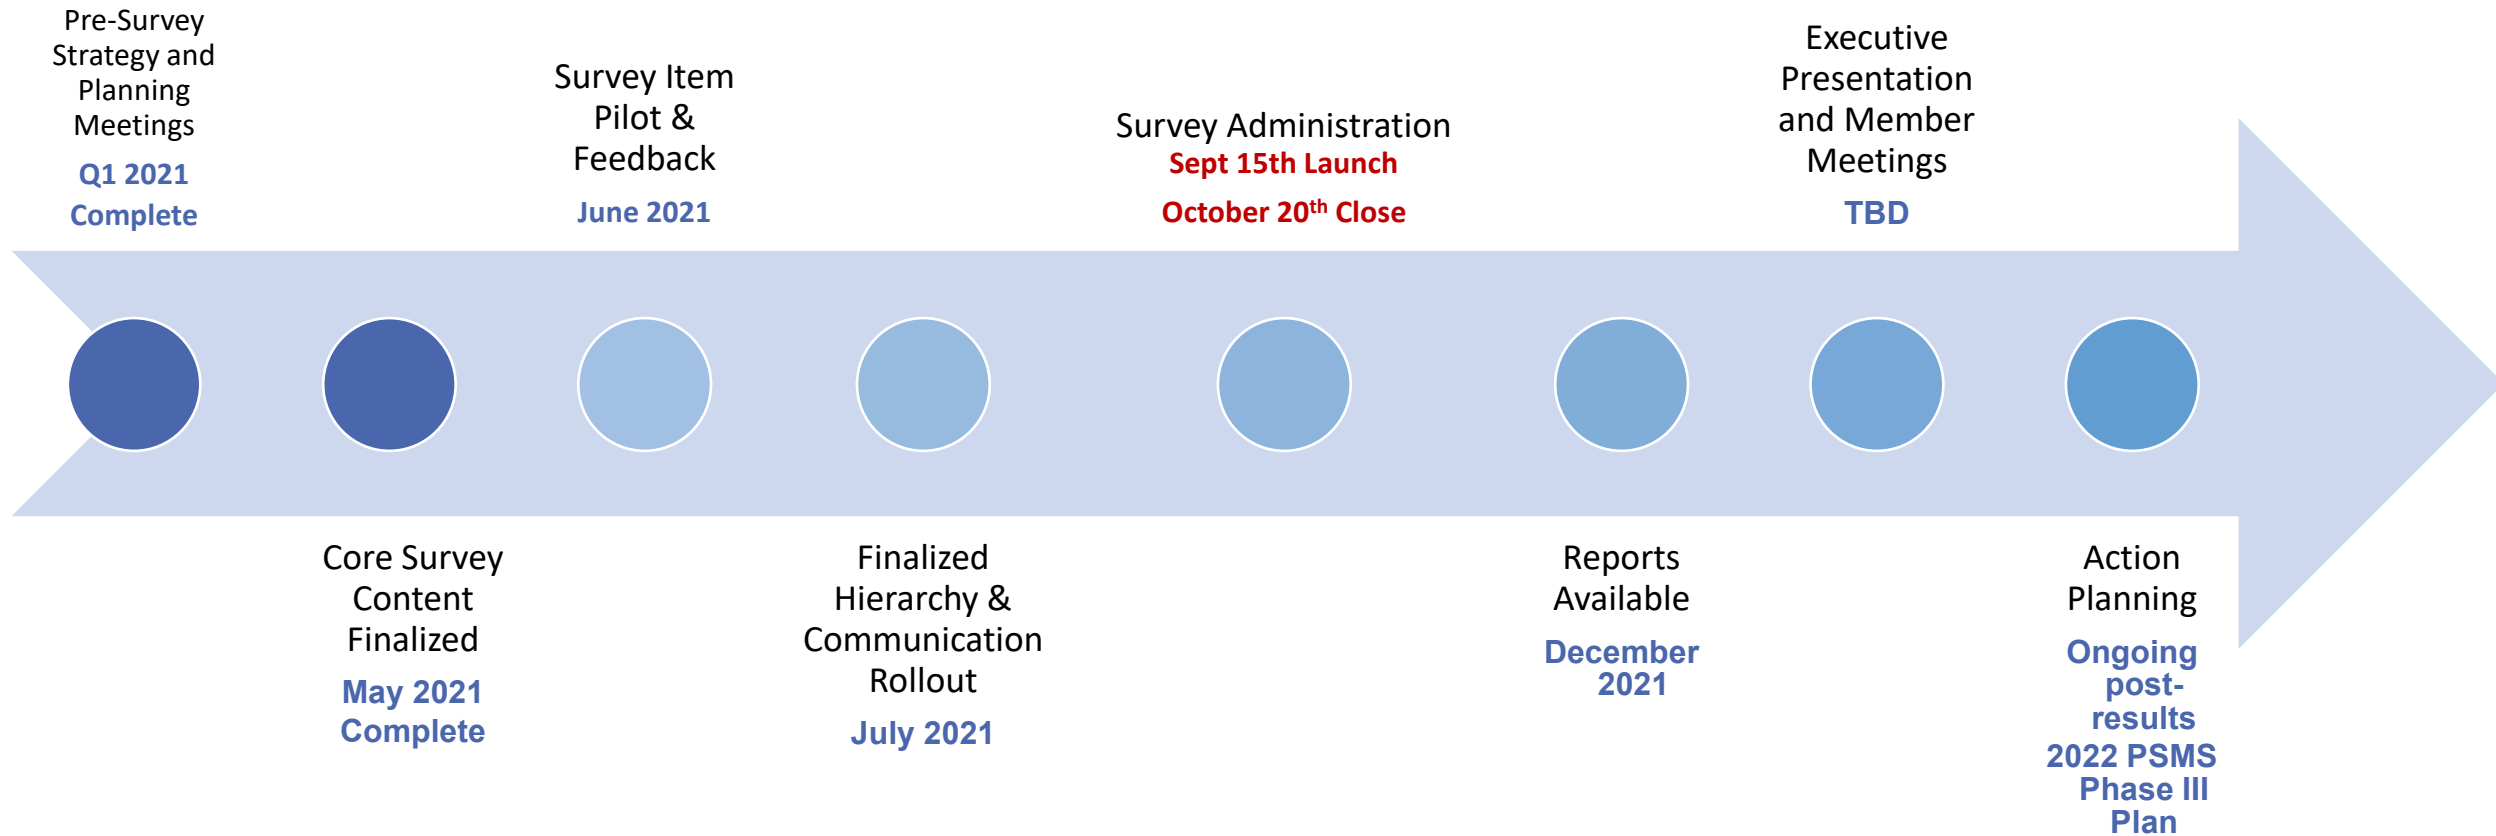 Pre-Survey
Strategy and
Planning
Meetings
Q1 2021
Complete
Core Survey
Content
Finalized
May 2021
Complete
Survey Item
Pilot &
Feedback
June 2021
Finalized
Hierarchy &
Communication
Rollout
July 2021
Survey Administration
Sept 15th Launch
October 20th Close
Reports
Available
December
2021
Executive
Presentation
and Member
Meetings
TBD
Action
Planning
Ongoing
post-
results
2022 PSMS
Phase III
Plan